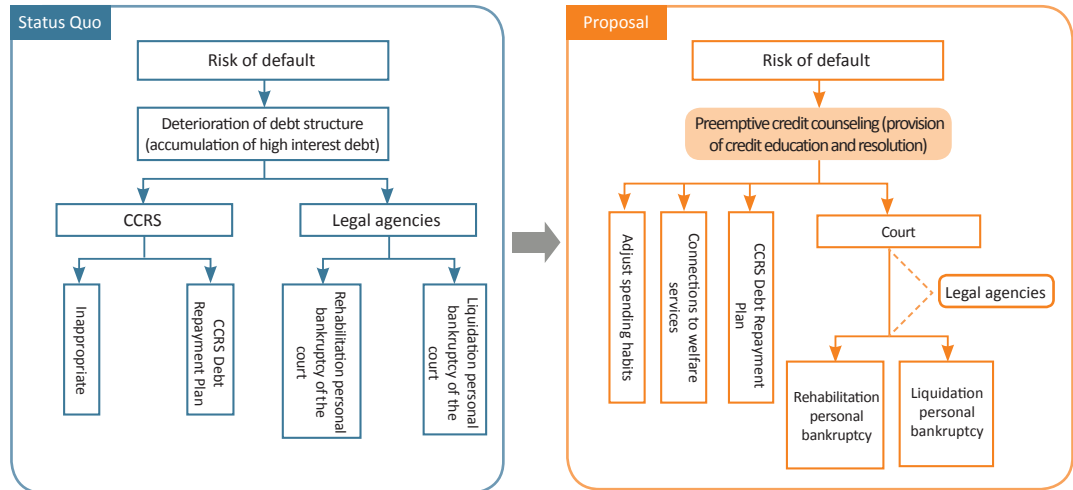 Status Quo
Risk of default
Deterioration of debt structure
(accumulation of high interest debt)
CCRS
Legal agencies
Inappropriate
CCRS Debt
Repayment Plan
Rehabilitation personal
bankruptcy of the
court
Liquidation personal
bankruptcy of the
court
Proposal
Risk of default
Preemptive credit counseling (provision
of credit education and resolution)
Adjust spending habits
Connections to welfare
services
CCRS Debt Repayment
Plan
Court
Legal agencies
Rehabilitation
personal
bankruptcy
Liquidation
personal
bankruptcy